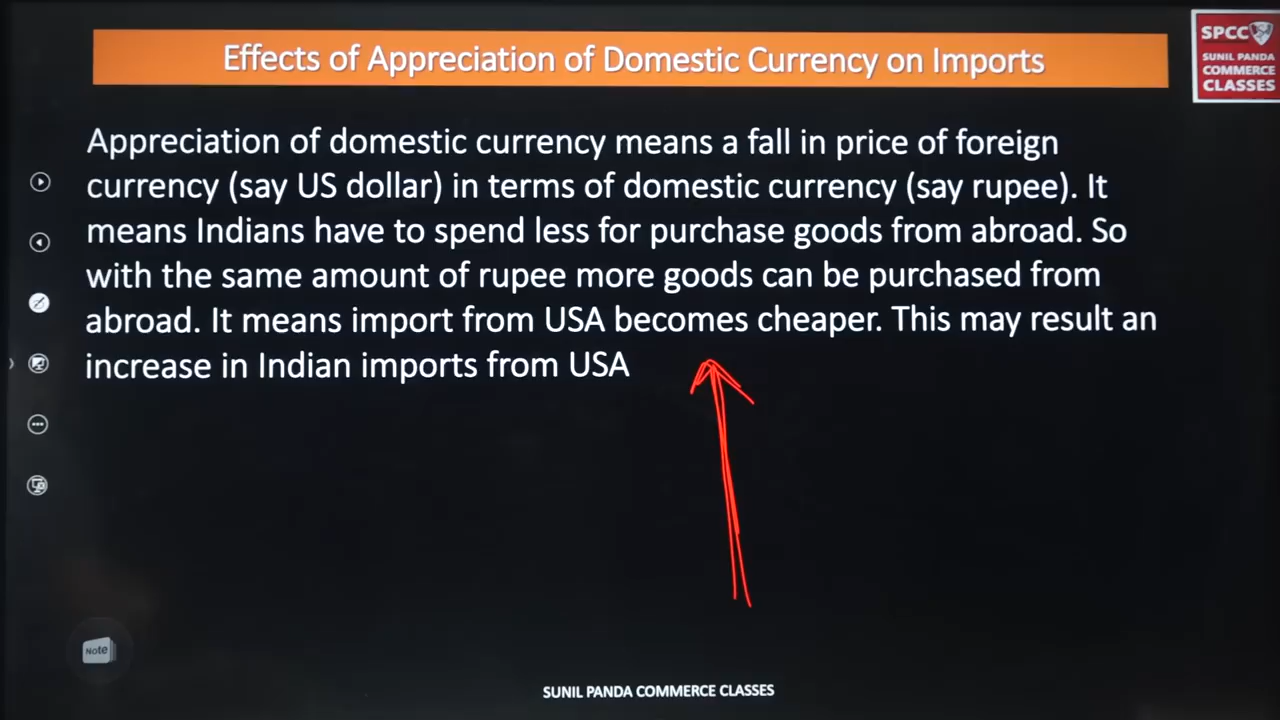 Effects of Appreciation of Domestic Currency on Imports
SPCC
SUNIL PANDA
COMMERCE
CLASSES
Appreciation of domestic currency means a fall in price of foreign
currency (say US dollar) in terms of domestic currency (say rupee). It
means Indians have to spend less for purchase goods from abroad. So
with the same amount of rupee more goods can be purchased from
abroad. It means import from USA becomes cheaper. This may result an
increase in Indian imports from USA
Note
SUNIL PANDA COMMERCE CLASSES